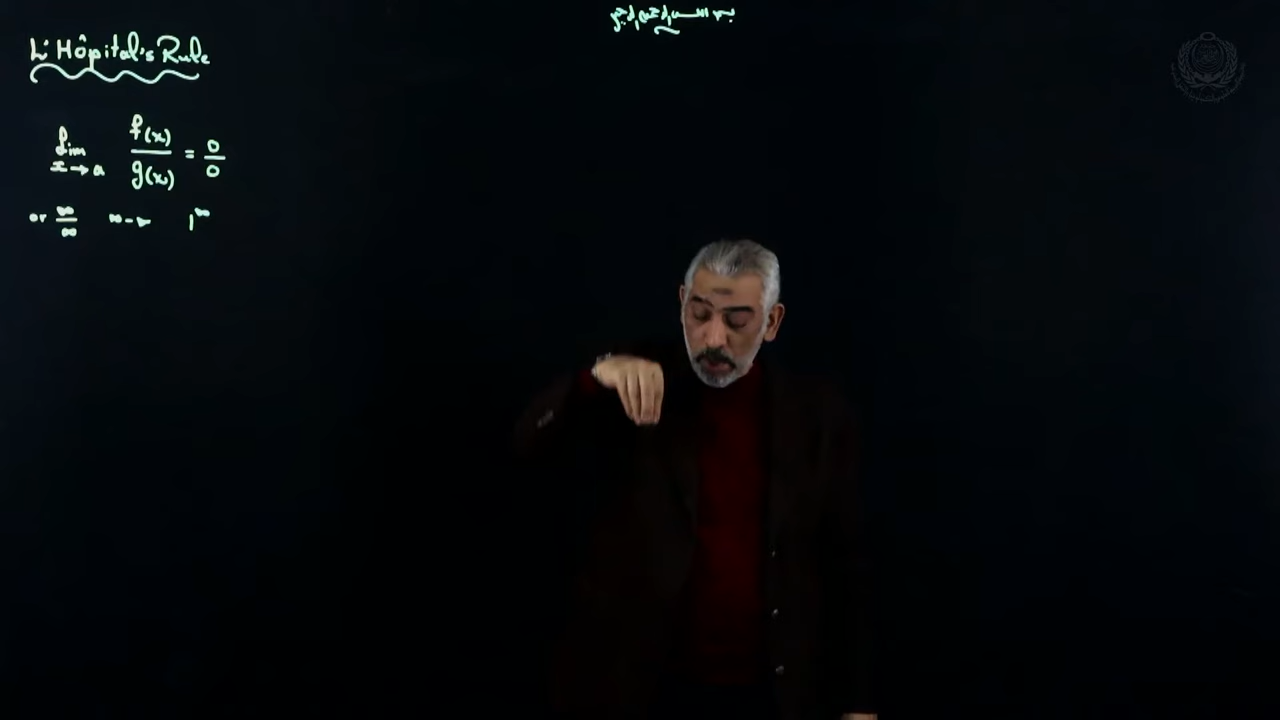 بسم الله الرحمن الرحيم
L'Hôpital's Rule
lim x→a f(x)/g(x) = 0/0
or ∞/∞ ∞-∞ 1^∞